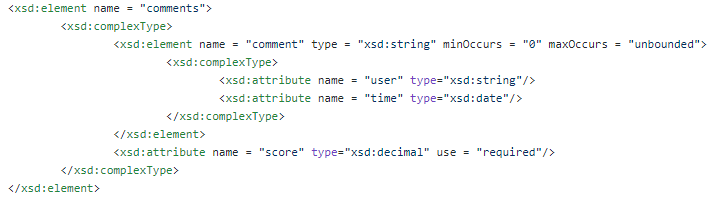 <xsd:element name = "comments">
<xsd:complexType>
<xsd:element name = "comment" type = "xsd:string" minOccurs = "0" maxOccurs = "unbounded">
<xsd:complexType>
<xsd:attribute name = "user" type="xsd:string"/>
<xsd:attribute name = "time" type="xsd:date"/>
</xsd:complexType>
</xsd:element>
<xsd:attribute name = "score" type="xsd:decimal" use = "required"/>
</xsd:complexType>
</xsd:element>